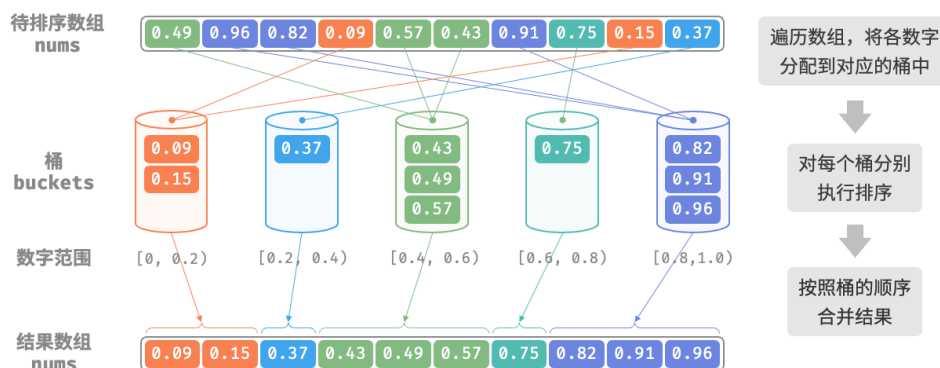 待排序数组
nums
0.49 0.96 0.82 0.09 0.57 0.43 0.91 0.75 0.15 0.37
遍历数组，将各数字
分配到对应的桶中
桶
buckets
0.09 0.37 0.43 0.75 0.82
0.15 0.49 0.91
0.57 0.96
对每个桶分别
执行排序
数字范围
[0, 0.2) [0.2, 0.4) [0.4, 0.6) [0.6, 0.8) [0.8,1.0)
按照桶的顺序
合并结果
结果数组
nums
0.09 0.15 0.37 0.43 0.49 0.57 0.75 0.82 0.91 0.96